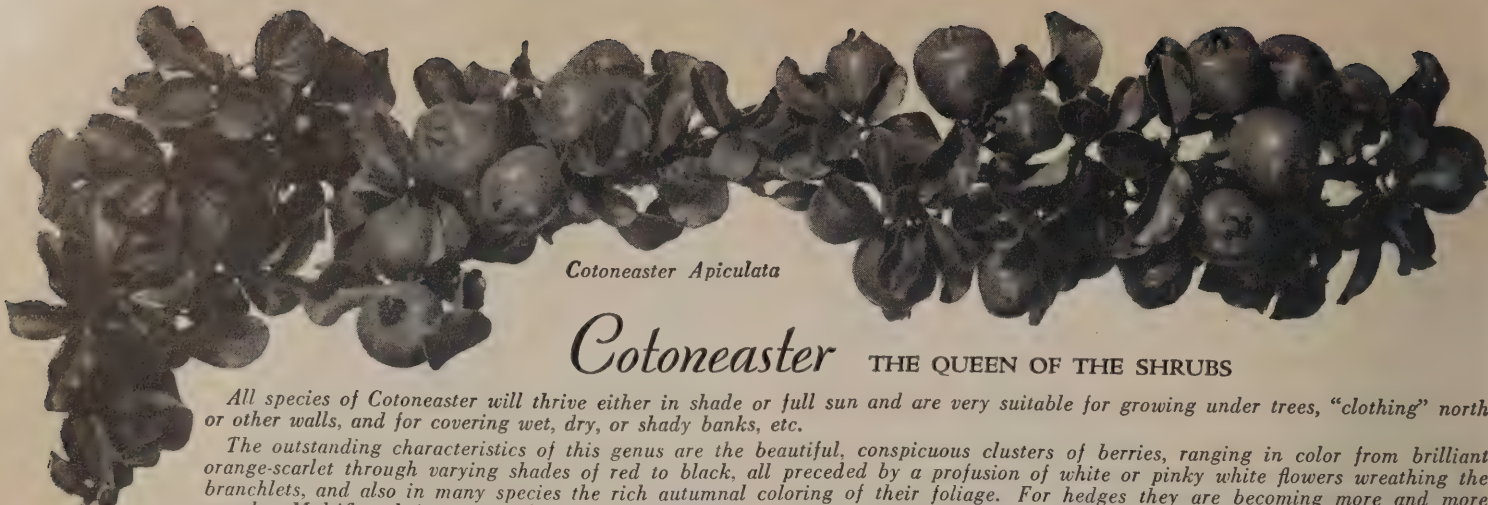 Cotoneaster Apiculata
Cotoneaster THE QUEEN OF THE SHRUBS
All species of Cotoneaster will thrive either in shade or full sun and are very suitable for growing under trees, “clothing” north
or other walls, and for covering wet, dry, or shady banks, etc.
The outstanding characteristics of this genus are the beautiful, conspicuous clusters of berries, ranging in color from brilliant
orange-scarlet through varying shades of red to black, all preceded by a profusion of white or pinky white flowers wreathing the
branchlets, and also in many species the rich autumnal coloring of their foliage. For hedges they are becoming more and more